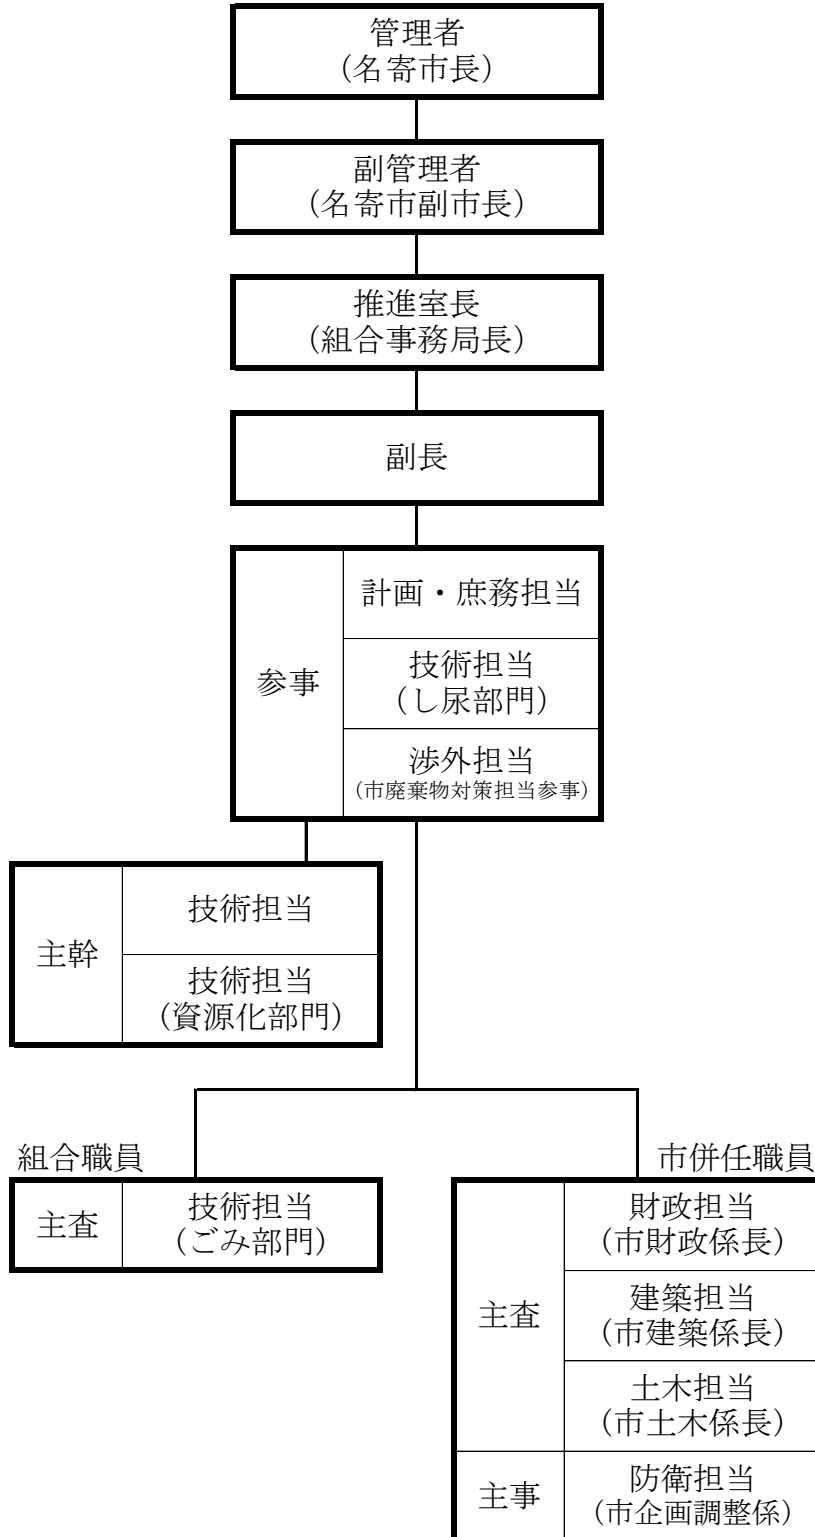 管理者
（名寄市長）
副管理者
（名寄市副市長）
推進室長
（組合事務局長）
副長
参事
計画・庶務担当
技術担当
（し尿部門）
渉外担当
（市廃棄物対策担当参事）
主幹
技術担当
技術担当
（資源化部門）
組合職員
主査
技術担当
（ごみ部門）
市併任職員
主査
財政担当
（市財政係長）
建築担当
（市建築係長）
土木担当
（市土木係長）
主事
防衛担当
（市企画調整係）